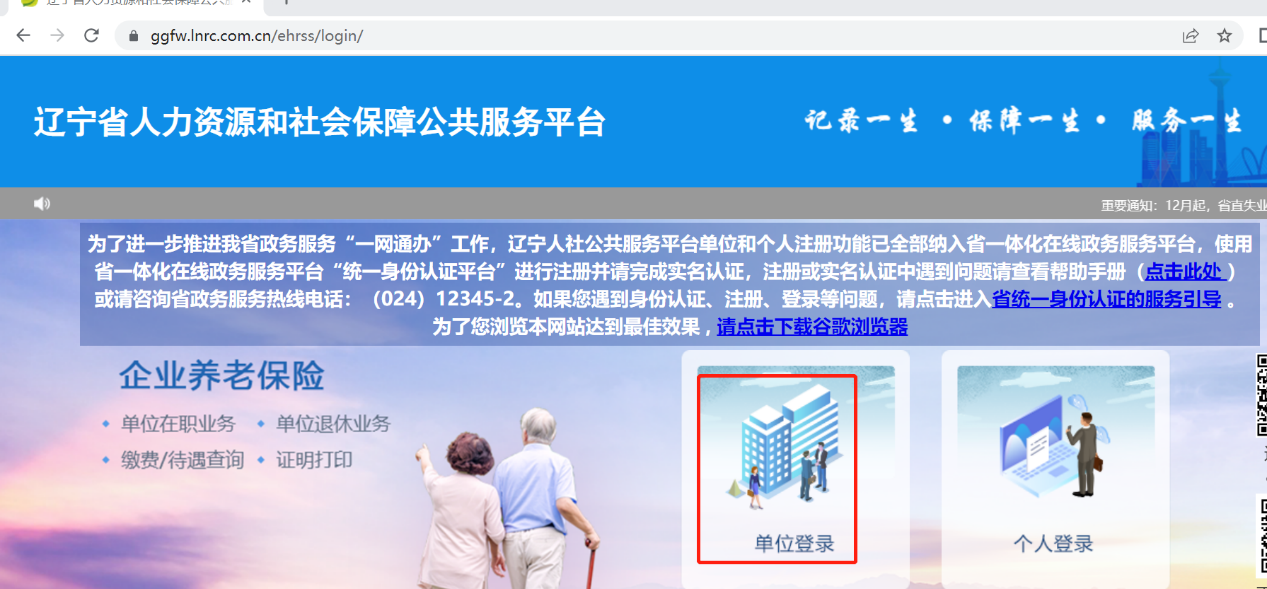 ggfw.lnrc.com.cn/ehrss/login/
辽宁省人力资源和社会保障公共服务平台
记录一生 · 保障一生 · 服务一生
重要通知：12月起，省直失业
为了进一步推进我省政务服务“一网通办”工作，辽宁人社公共服务平台单位和个人注册功能已全部纳入省一体化在线政务服务平台，使用
省一体化在线政务服务平台“统一身份认证平台”进行注册并请完成实名认证，注册或实名认证中遇到问题请查看帮助手册（点击此处 ）
或请咨询省政务服务热线电话：（024）12345-2。如果您遇到身份认证、注册、登录等问题，请点击进入省统一身份认证的服务引导 。
为了您浏览本网站达到最佳效果 , 请点击下载谷歌浏览器
企业养老保险
单位在职业务
单位退休业务
缴费/待遇查询
证明打印
单位登录
个人登录